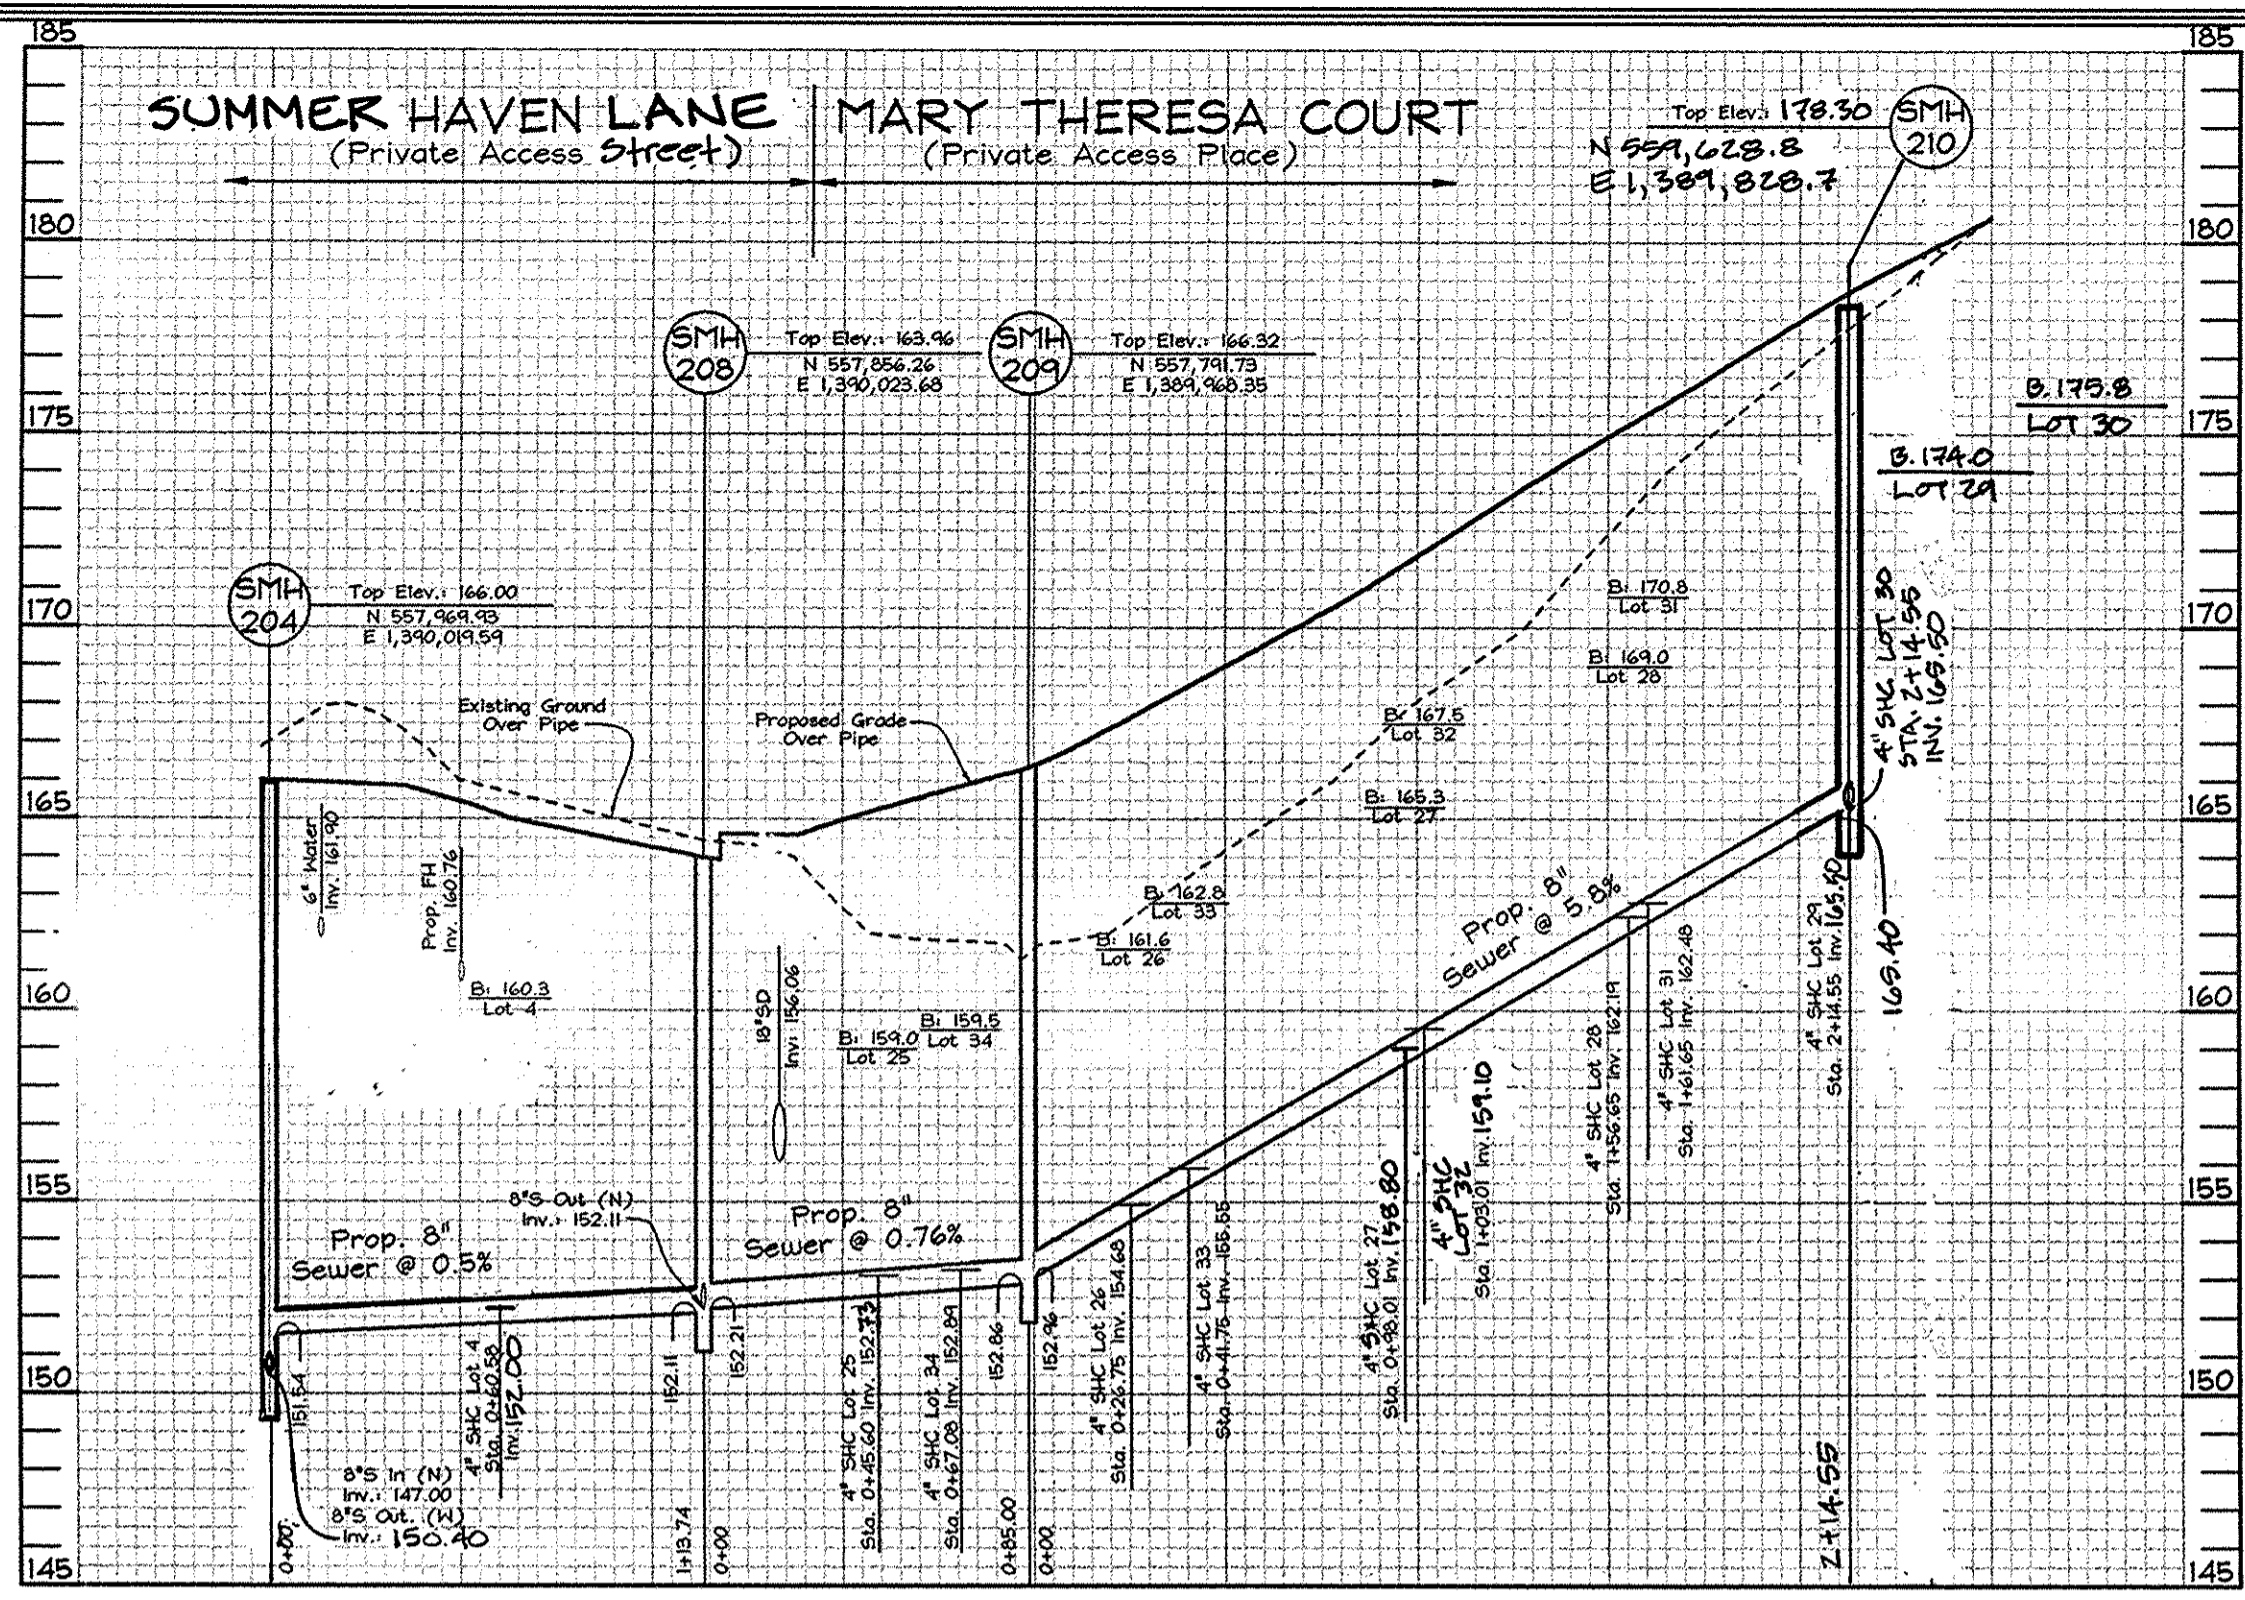 185
185
SUMMER HAVEN LANE
(Private Access Street)
MARY THERESA COURT
(Private Access Place)
Top Elev.: 178.30
N 559,628.8
E 1,389,828.7
SMH
210
180
180
SMH
208
Top Elev.: 163.96
N 557,856.26
E 1,390,023.68
SMH
209
Top Elev.: 166.32
N 557,791.73
E 1,389,968.35
175
175
B. 175.8
LOT 30
B. 174.0
LOT 29
SMH
204
Top Elev.: 166.00
N 557,969.93
E 1,390,019.59
170
170
B: 170.8
Lot 31
B: 169.0
Lot 28
4" SHC LOT 30
STA. 2+14.55
INV. 165.50
Existing Ground
Over Pipe
Proposed Grade
Over Pipe
B: 167.5
Lot 32
B: 165.3
Lot 27
165
165
6" Water
Inv. 161.90
Prop. FH
Inv. 160.76
B: 162.8
Lot 33
B: 161.6
Lot 26
Prop. 8"
Sewer @ 5.8%
160
160
B: 160.3
Lot 4
18"SD
Inv: 156.06
B: 159.0
Lot 25
B: 159.5
Lot 34
4" SHC Lot 28
Sta. 1+56.65 Inv. 162.19
4" SHC Lot 31
Sta. 1+61.65 Inv. 162.48
4" SHC Lot 29
Sta. 2+14.55 Inv. 165.50
165.40
155
155
Prop. 8"
Sewer @ 0.5%
8"S Out (N)
Inv.: 152.11
Prop. 8"
Sewer @ 0.76%
4" SHC Lot 26
Sta. 0+26.75 Inv. 154.68
4" SHC Lot 33
Sta. 0+41.75 Inv. 155.55
4" SHC Lot 27
Sta. 0+98.01 Inv. 158.80
4" SHC
LOT 32
Sta. 1+03.01 Inv. 159.10
150
150
151.54
4" SHC Lot 4
Sta. 0+60.58
Inv. 152.00
152.11
152.21
4" SHC Lot 25
Sta. 0+45.60 Inv. 152.73
4" SHC Lot 34
Sta. 0+67.08 Inv. 152.89
152.86
152.96
8"S In (N)
Inv.: 147.00
8"S Out. (W)
Inv.: 150.40
0+00.
1+13.74
0+00
0+85.00
0+00
2+14.55
145
145